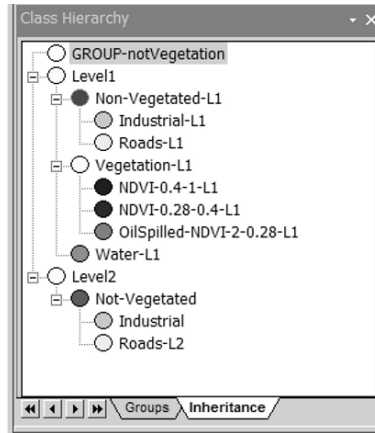 Class Hierarchy
GROUP-notVegetation
Level1
Non-Vegetated-L1
Industrial-L1
Roads-L1
Vegetation-L1
NDVI-0.4-1-L1
NDVI-0.28-0.4-L1
OilSpilled-NDVI-2-0.28-L1
Water-L1
Level2
Not-Vegetated
Industrial
Roads-L2
Groups Inheritance